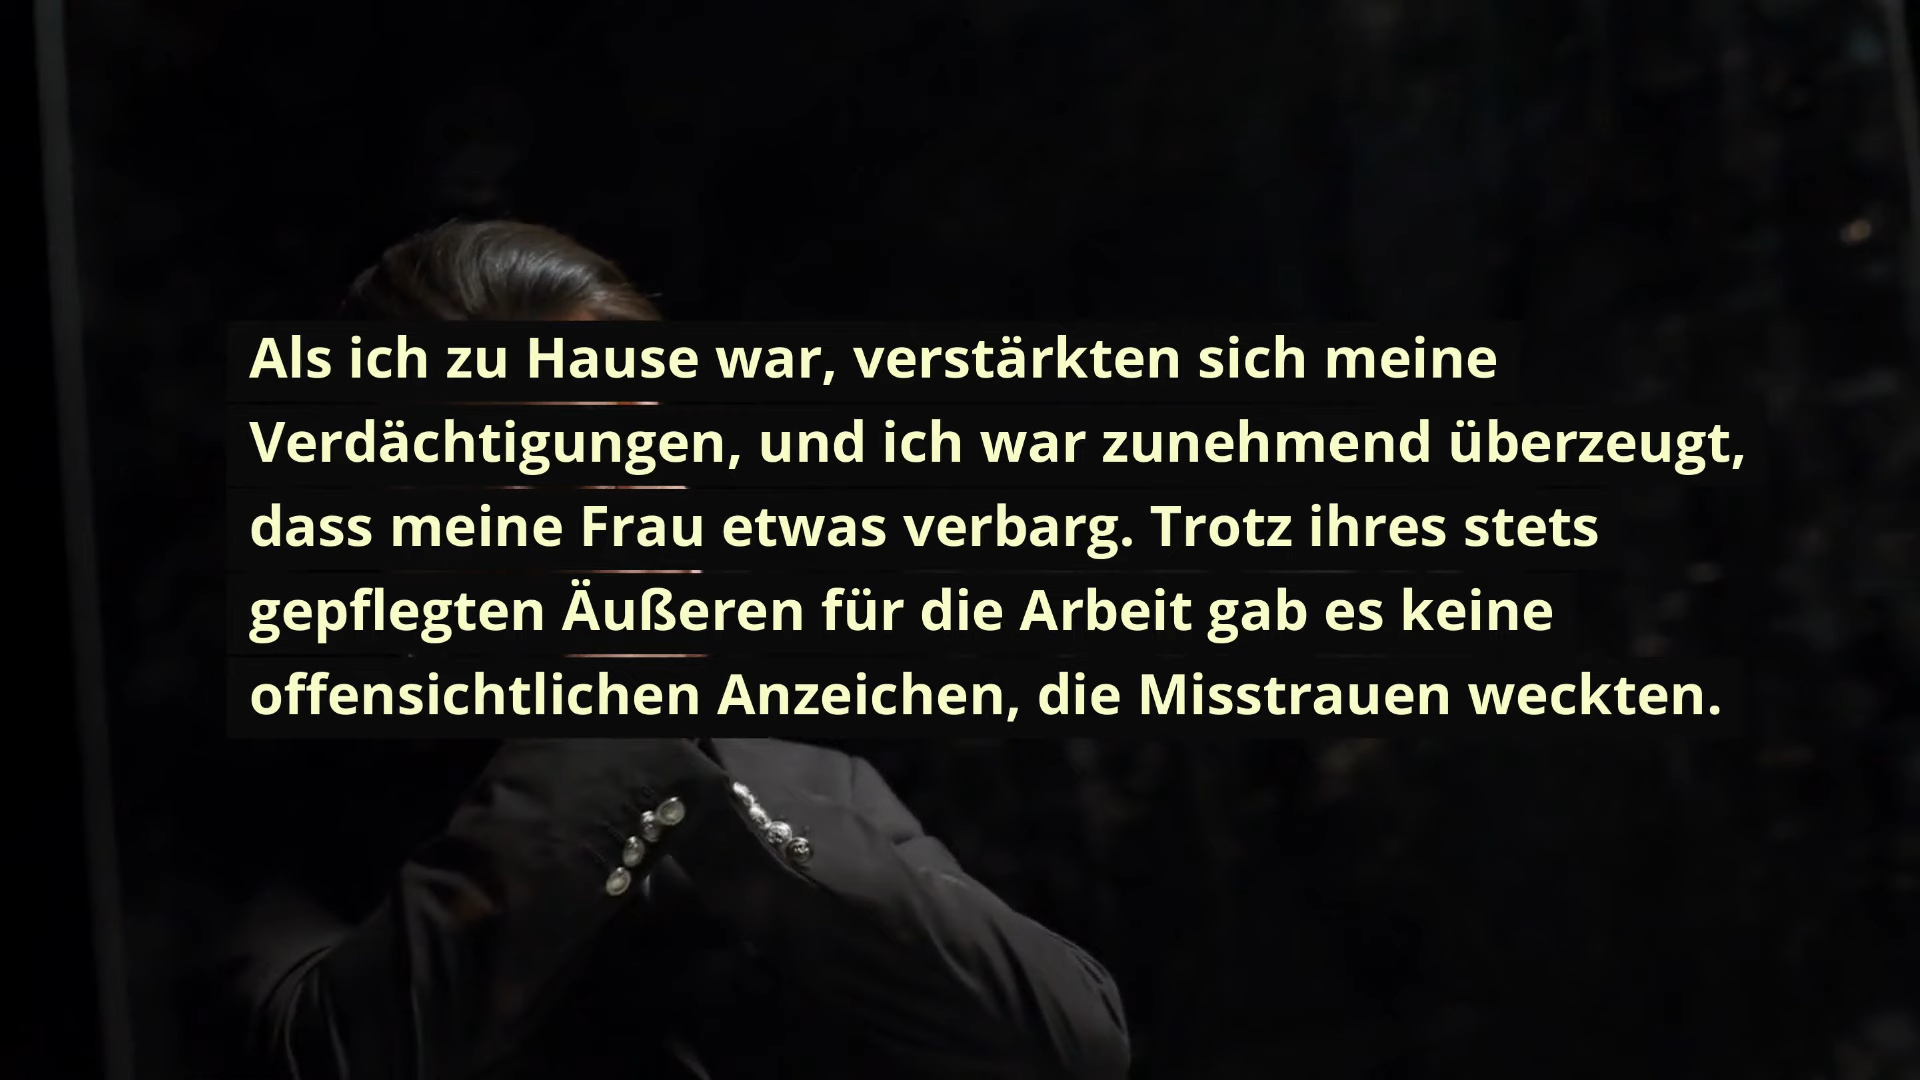 Als ich zu Hause war, verstärkten sich meine
Verdächtigungen, und ich war zunehmend überzeugt,
dass meine Frau etwas verbarg. Trotz ihres stets
gepflegten Äußeren für die Arbeit gab es keine
offensichtlichen Anzeichen, die Misstrauen weckten.